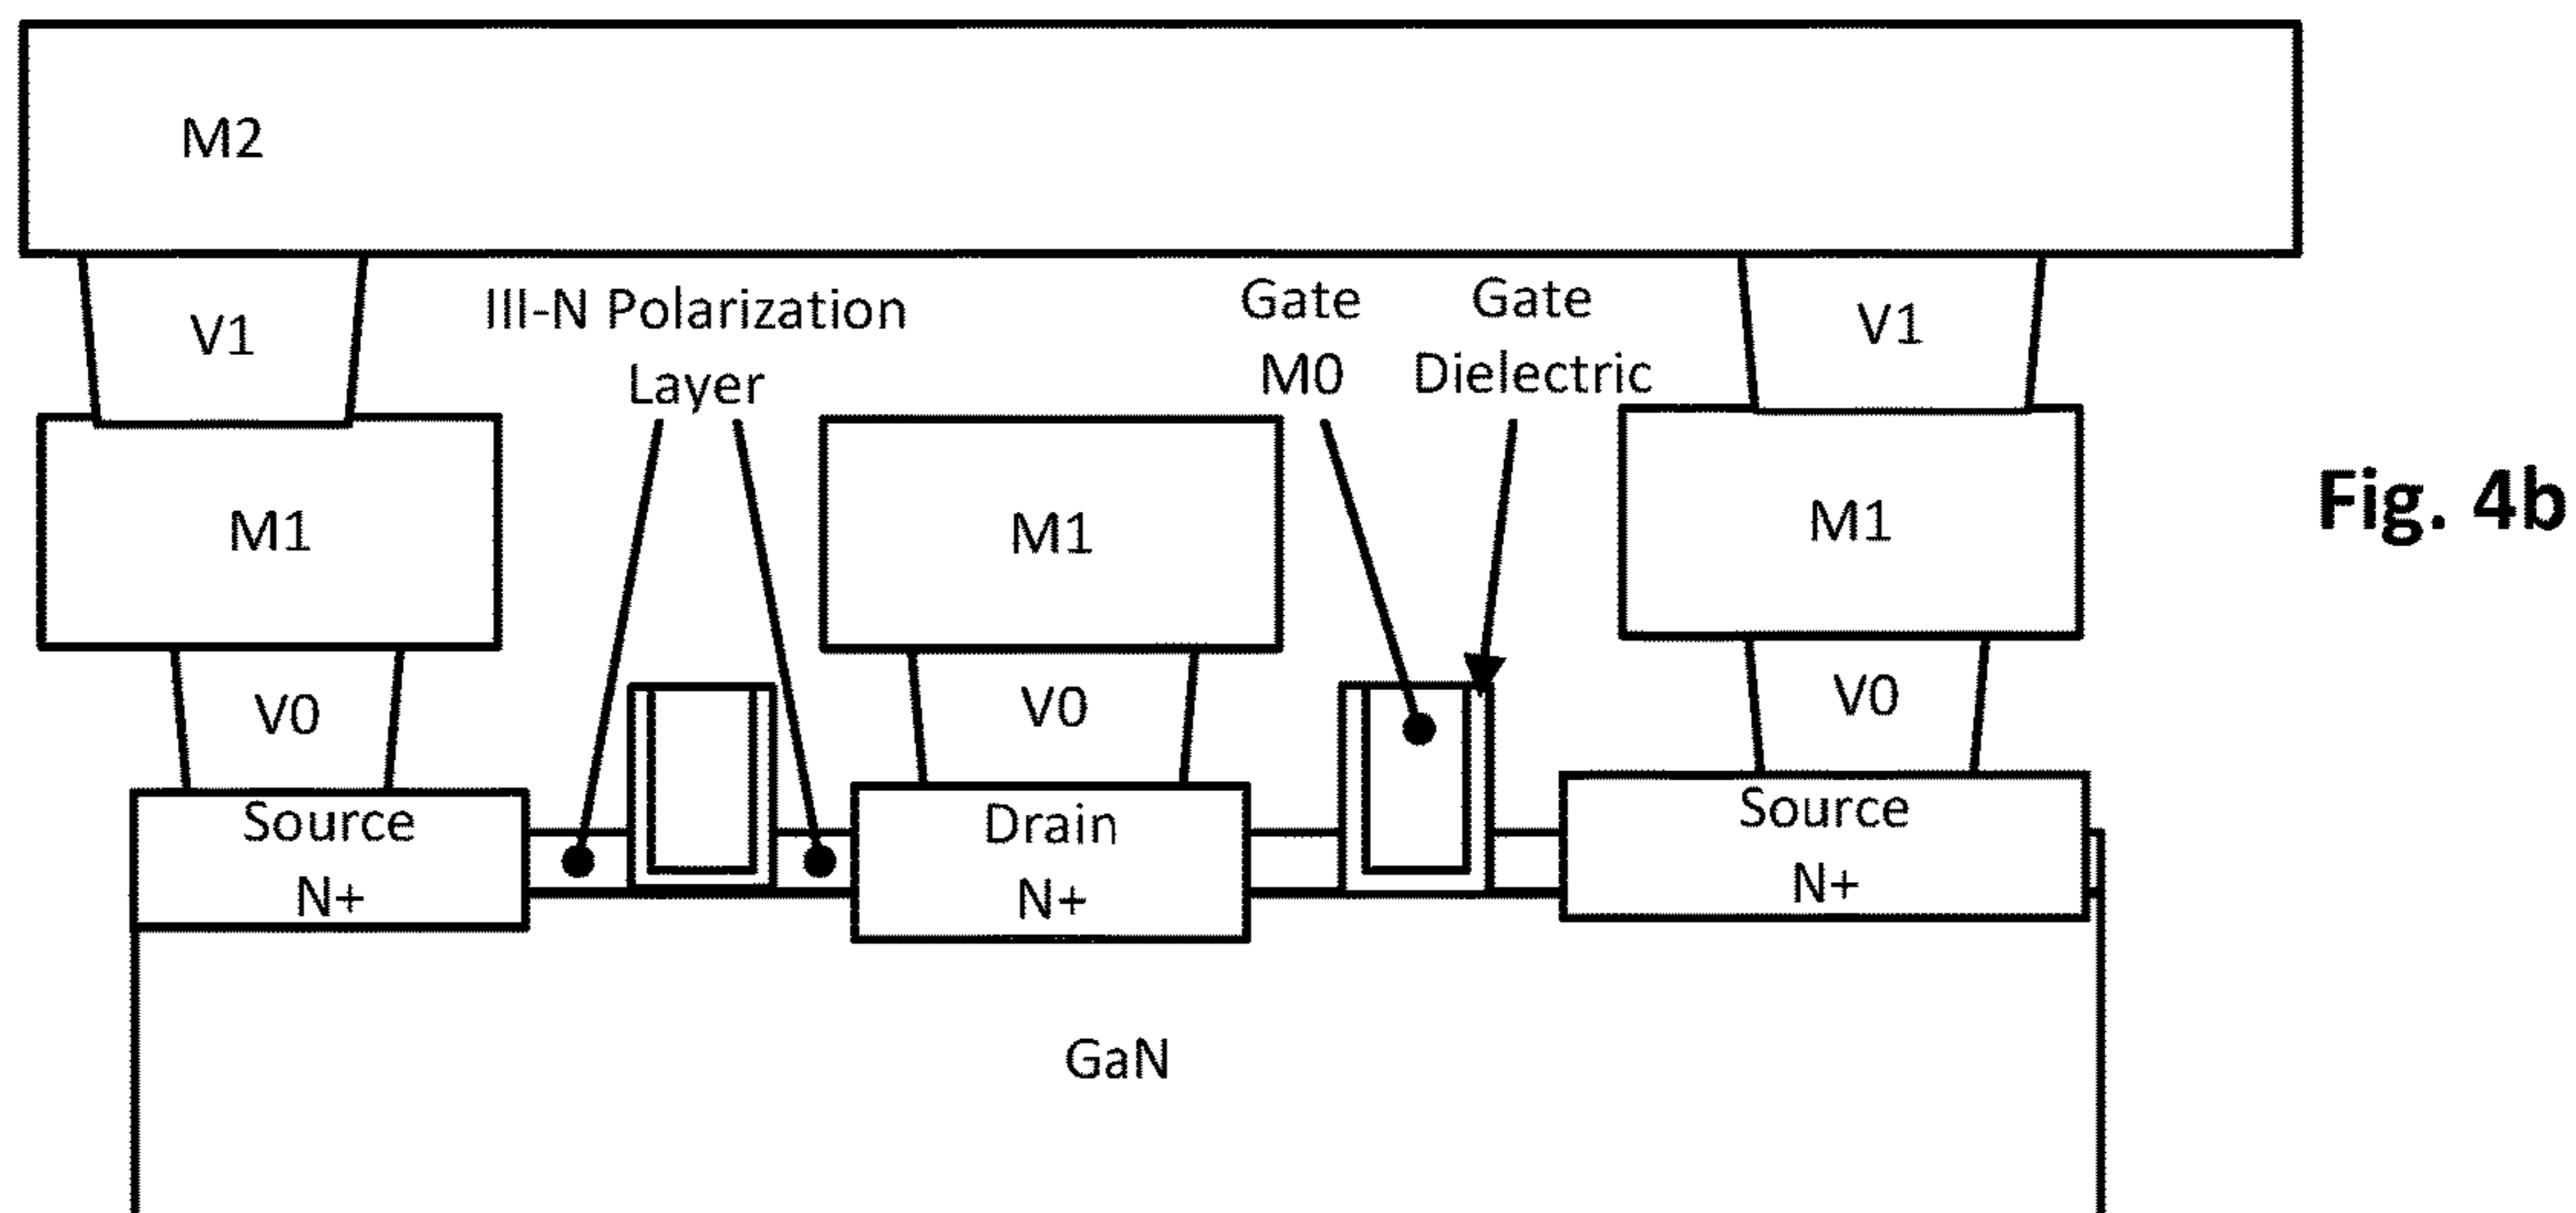 M2
V1
III-N Polarization
Layer
Gate
M0
Gate
Dielectric
V1
M1
M1
M1
Fig. 4b
V0
V0
V0
Source
N+
Drain
N+
Source
N+
GaN